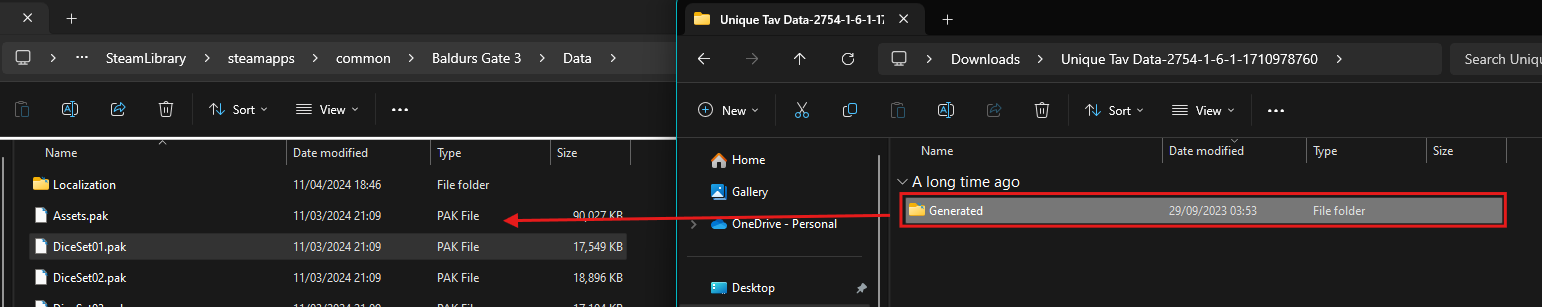 Unique Tav Data-2754-1-6-1-17
SteamLibrary
steamapps
common
Baldurs Gate 3
Data
Downloads
Unique Tav Data-2754-1-6-1-1710978760
Search Uniq
Sort
View
New
Sort
View
Name
Date modified
Type
Size
Localization
11/04/2024 18:46
File folder
Assets.pak
11/03/2024 21:09
PAK File
90,027 KB
DiceSet01.pak
11/03/2024 21:09
PAK File
17,549 KB
DiceSet02.pak
11/03/2024 21:09
PAK File
18,896 KB
Home
Gallery
OneDrive - Personal
Desktop
Name
Date modified
Type
Size
A long time ago
Generated
29/09/2023 03:53
File folder